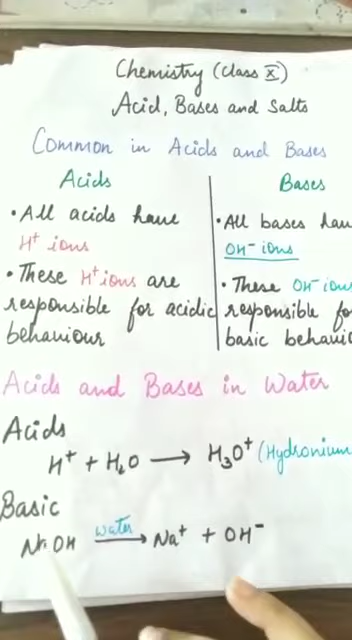 Chemistry (Class X)
Acid, Bases and Salts
Common in Acids and Bases
Acids
• All acids have
H⁺ ions
• These H⁺ ions are
responsible for acidic
behaviour
Bases
• All bases hav
OH⁻ ions
• These OH⁻ ions
responsible fo
basic behavio
Acids and Bases in Water
Acids
H⁺ + H₂O ⟶ H₃O⁺ (Hydronium
Basic
OH water ⟶ Na⁺ + OH⁻